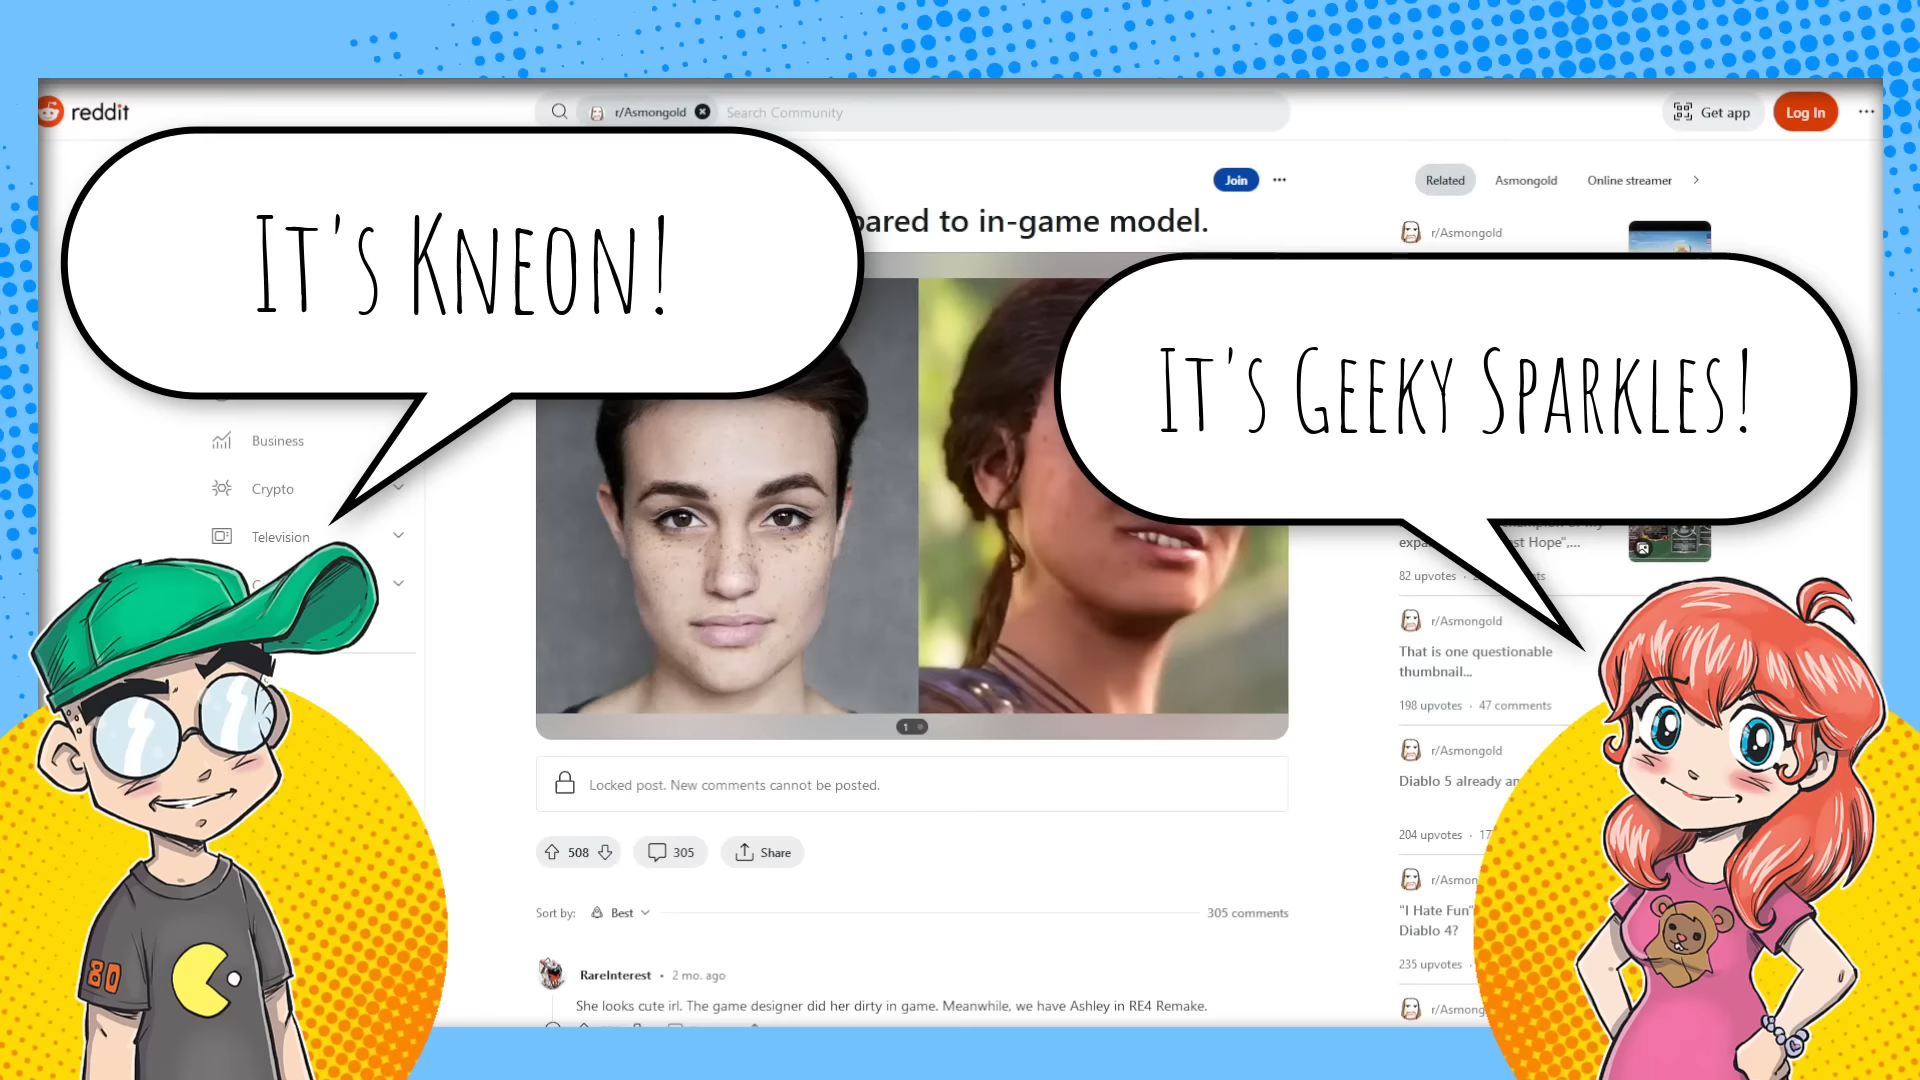 reddit
r/Asmongold
Search Community
Get app
Log In
It's Kneon!
pared to in-game model.
Join
Related
Asmongold
Online streamer
r/Asmongold
It's Geeky Sparkles!
Business
Crypto
Television
82 upvotes
r/Asmongold
That is one questionable
thumbnail...
198 upvotes · 47 comments
r/Asmongold
Diablo 5 already
204 upvotes
"I Hate Fun"
Diablo 4?
235 upvotes
1
Locked post. New comments cannot be posted.
508
305
Share
Sort by:
Best
305 comments
RareInterest • 2 mo. ago
She looks cute irl. The game designer did her dirty in game. Meanwhile, we have Ashley in RE4 Remake.
80